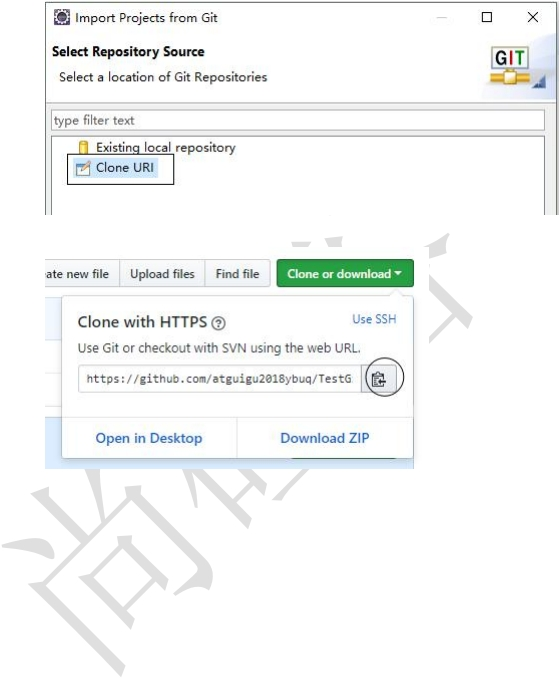 Import Projects from Git
Select Repository Source
Select a location of Git Repositories
GIT
type filter text
Existing local repository
Clone URI
ate new file Upload files Find file Clone or download
Clone with HTTPS Use SSH
Use Git or checkout with SVN using the web URL.
https://github.com/atguigu2018ybuq/TestG
Open in Desktop Download ZIP
尚